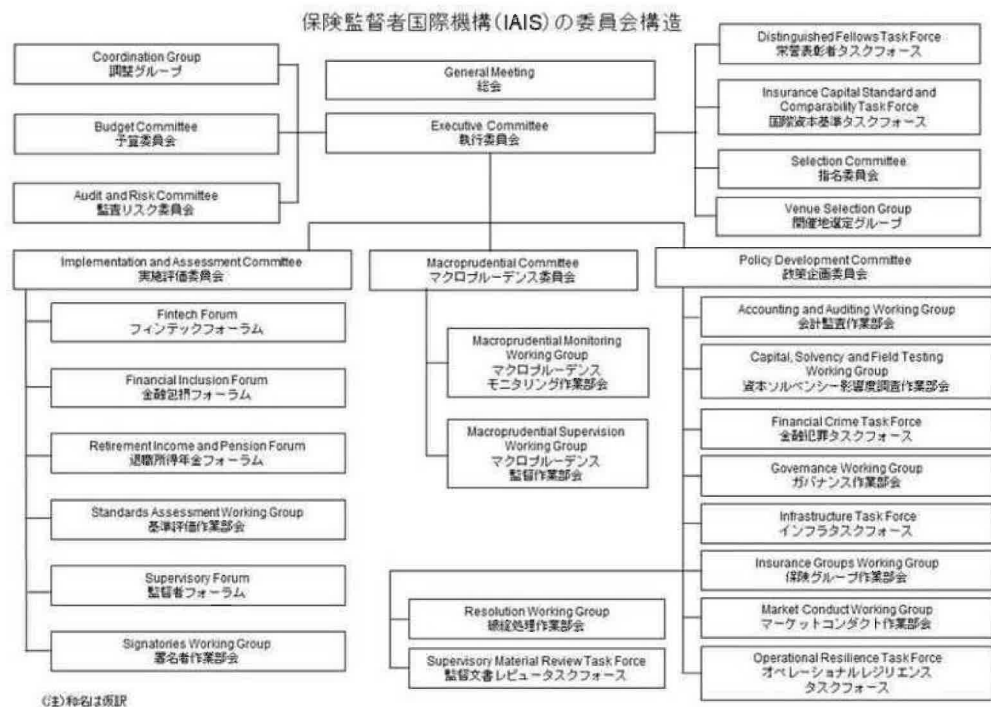 保険監督者国際機構(IAIS)の委員会構造
Coordination Group
調整グループ
Budget Committee
予算委員会
Audit and Risk Committee
監査リスク委員会
General Meeting
総会
Executive Committee
執行委員会
Distinguished Fellows Task Force
栄誉表彰者タスクフォース
Insurance Capital Standard and
Comparability Task Force
国際資本基準タスクフォース
Selection Committee
指名委員会
Venue Selection Group
開催地選定グループ
Implementation and Assessment Committee
実施評価委員会
Fintech Forum
フィンテックフォーラム
Financial Inclusion Forum
金融包摂フォーラム
Retirement Income and Pension Forum
退職所得年金フォーラム
Standards Assessment Working Group
基準評価作業部会
Supervisory Forum
監督者フォーラム
Signatories Working Group
署名者作業部会
Macroprudential Committee
マクロプルーデンス委員会
Macroprudential Monitoring
Working Group
マクロプルーデンス
モニタリング作業部会
Macroprudential Supervision
Working Group
マクロプルーデンス
監督作業部会
Policy Development Committee
政策企画委員会
Accounting and Auditing Working Group
会計監査作業部会
Capital, Solvency and Field Testing
Working Group
資本ソルベンシー影響度調査作業部会
Financial Crime Task Force
金融犯罪タスクフォース
Governance Working Group
ガバナンス作業部会
Infrastructure Task Force
インフラタスクフォース
Insurance Groups Working Group
保険グループ作業部会
Market Conduct Working Group
マーケットコンダクト作業部会
Operational Resilience Task Force
オペレーショナルレジリエンス
タスクフォース
Resolution Working Group
破綻処理作業部会
Supervisory Material Review Task Force
監督文書レビュータスクフォース
(注)和名は仮訳